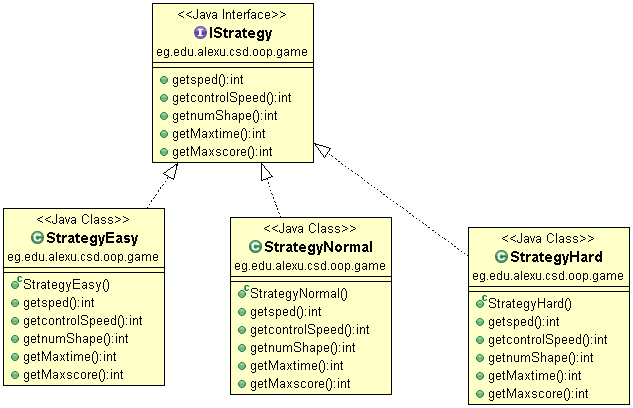 <<Java Interface>>
IStrategy
eg.edu.alexu.csd.oop.game
getsped():int
getcontrolSpeed():int
getnumShape():int
getMaxtime():int
getMaxscore():int
<<Java Class>>
StrategyEasy
eg.edu.alexu.csd.oop.game
StrategyEasy()
getsped():int
getcontrolSpeed():int
getnumShape():int
getMaxtime():int
getMaxscore():int
<<Java Class>>
StrategyNormal
eg.edu.alexu.csd.oop.game
StrategyNormal()
getsped():int
getcontrolSpeed():int
getnumShape():int
getMaxtime():int
getMaxscore():int
<<Java Class>>
StrategyHard
eg.edu.alexu.csd.oop.game
StrategyHard()
getsped():int
getcontrolSpeed():int
getnumShape():int
getMaxtime():int
getMaxscore():int